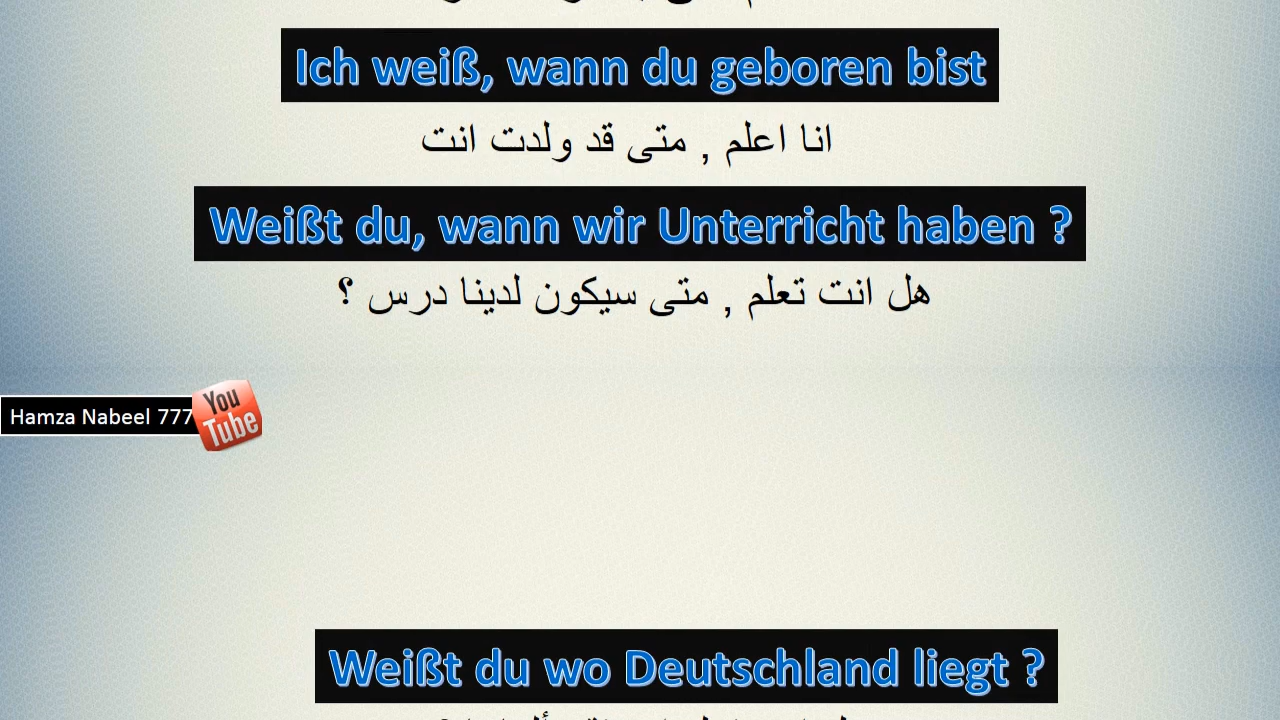 Ich weiß, wann du geboren bist
انا اعلم , متى قد ولدت انت
Weißt du, wann wir Unterricht haben ?
هل انت تعلم , متى سيكون لدينا درس ؟
Hamza Nabeel 777
You
Tube
Weißt du wo Deutschland liegt ?